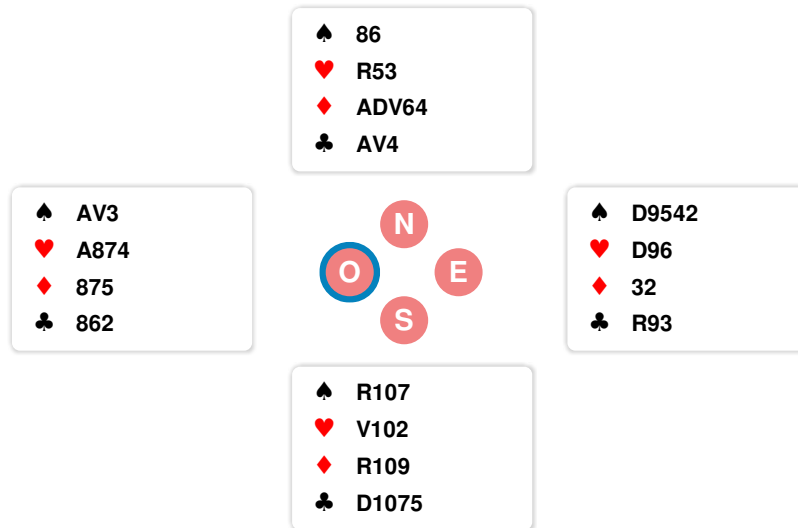 ♠ 86
♥ R53
♦ ADV64
♣ AV4
♠ AV3
♥ A874
♦ 875
♣ 862
N
O E
S
♠ D9542
♥ D96
♦ 32
♣ R93
♠ R107
♥ V102
♦ R109
♣ D1075